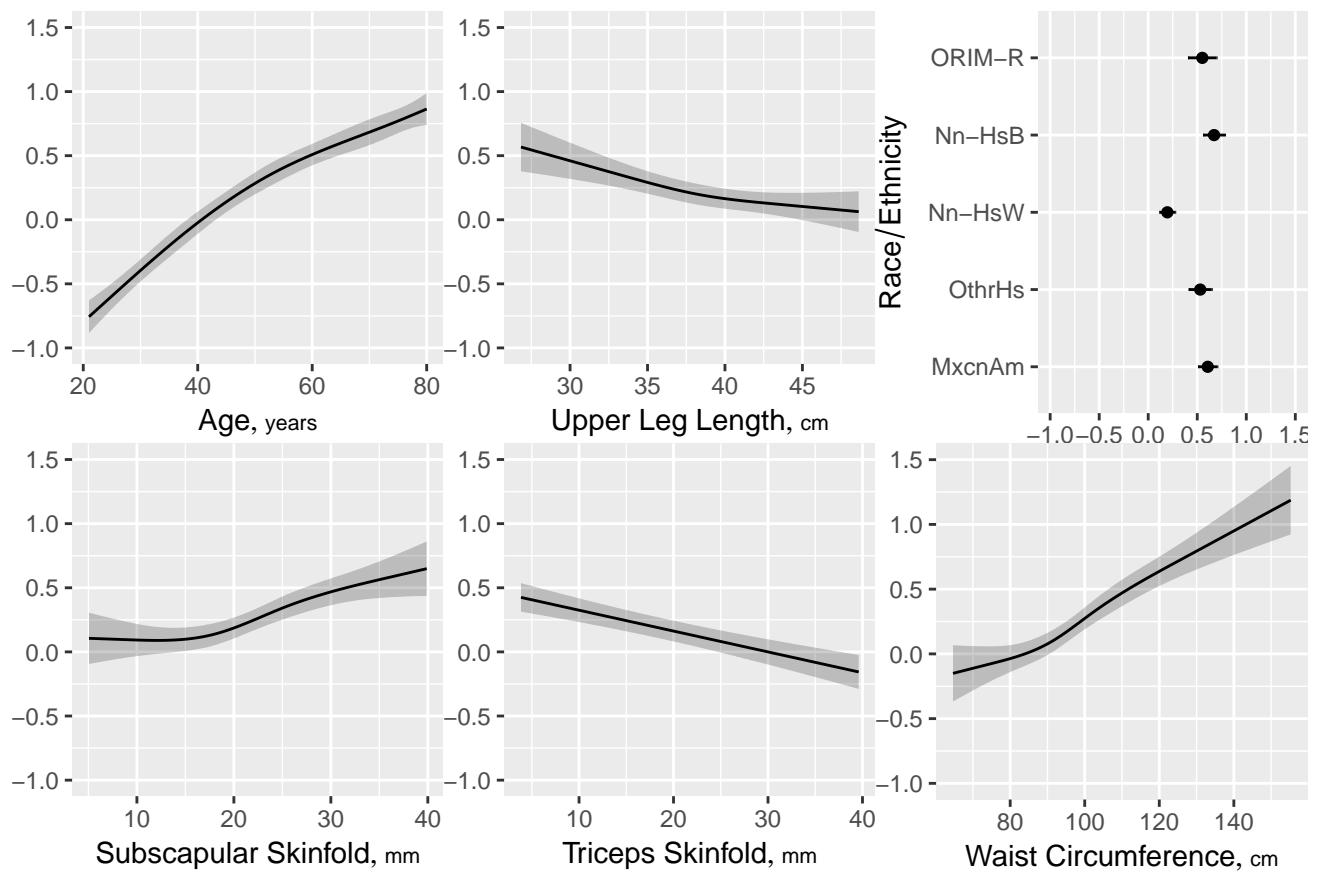 1.5
1.0
0.5
0.0
−0.5
−1.0
20 40 60 80
Age, years
1.5
1.0
0.5
0.0
−0.5
−1.0
30 35 40 45
Upper Leg Length, cm
Race/Ethnicity
ORIM−R
Nn−HsB
Nn−HsW
OthrHs
MxcnAm
−1.0 −0.5 0.0 0.5 1.0 1.5
1.5
1.0
0.5
0.0
−0.5
−1.0
10 20 30 40
Subscapular Skinfold, mm
1.5
1.0
0.5
0.0
−0.5
−1.0
10 20 30 40
Triceps Skinfold, mm
1.5
1.0
0.5
0.0
−0.5
−1.0
80 100 120 140
Waist Circumference, cm